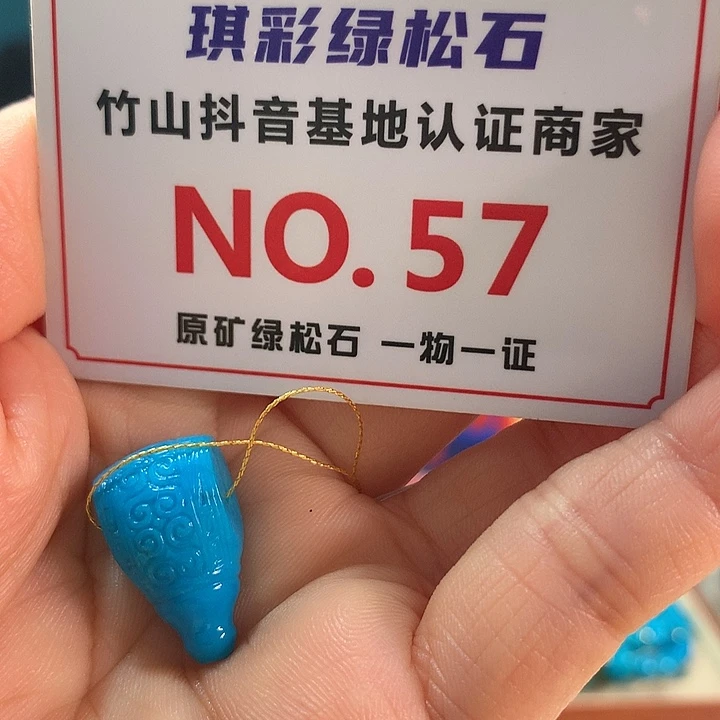 琪彩绿松石
竹山抖音基地认证商家
NO. 57
原矿绿松石 一物一证